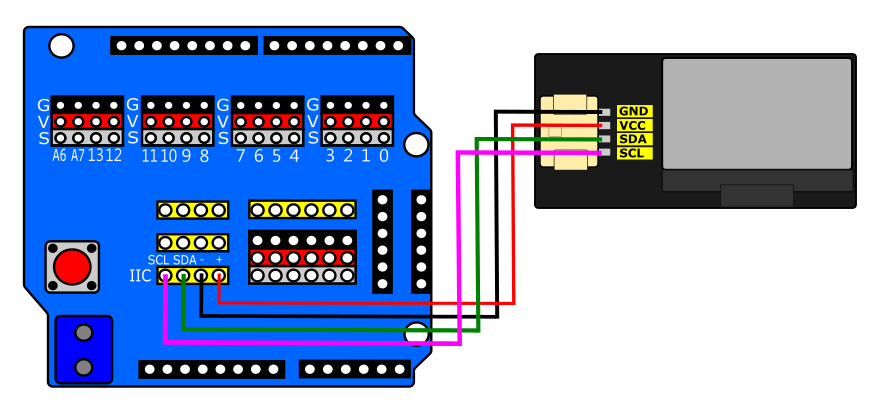 G G G G
V V V V
S S S S
A6 A7 13 12 11 10 9 8 7 6 5 4 3 2 1 0
SCL SDA - +
IIC
GND
VCC
SDA
SCL